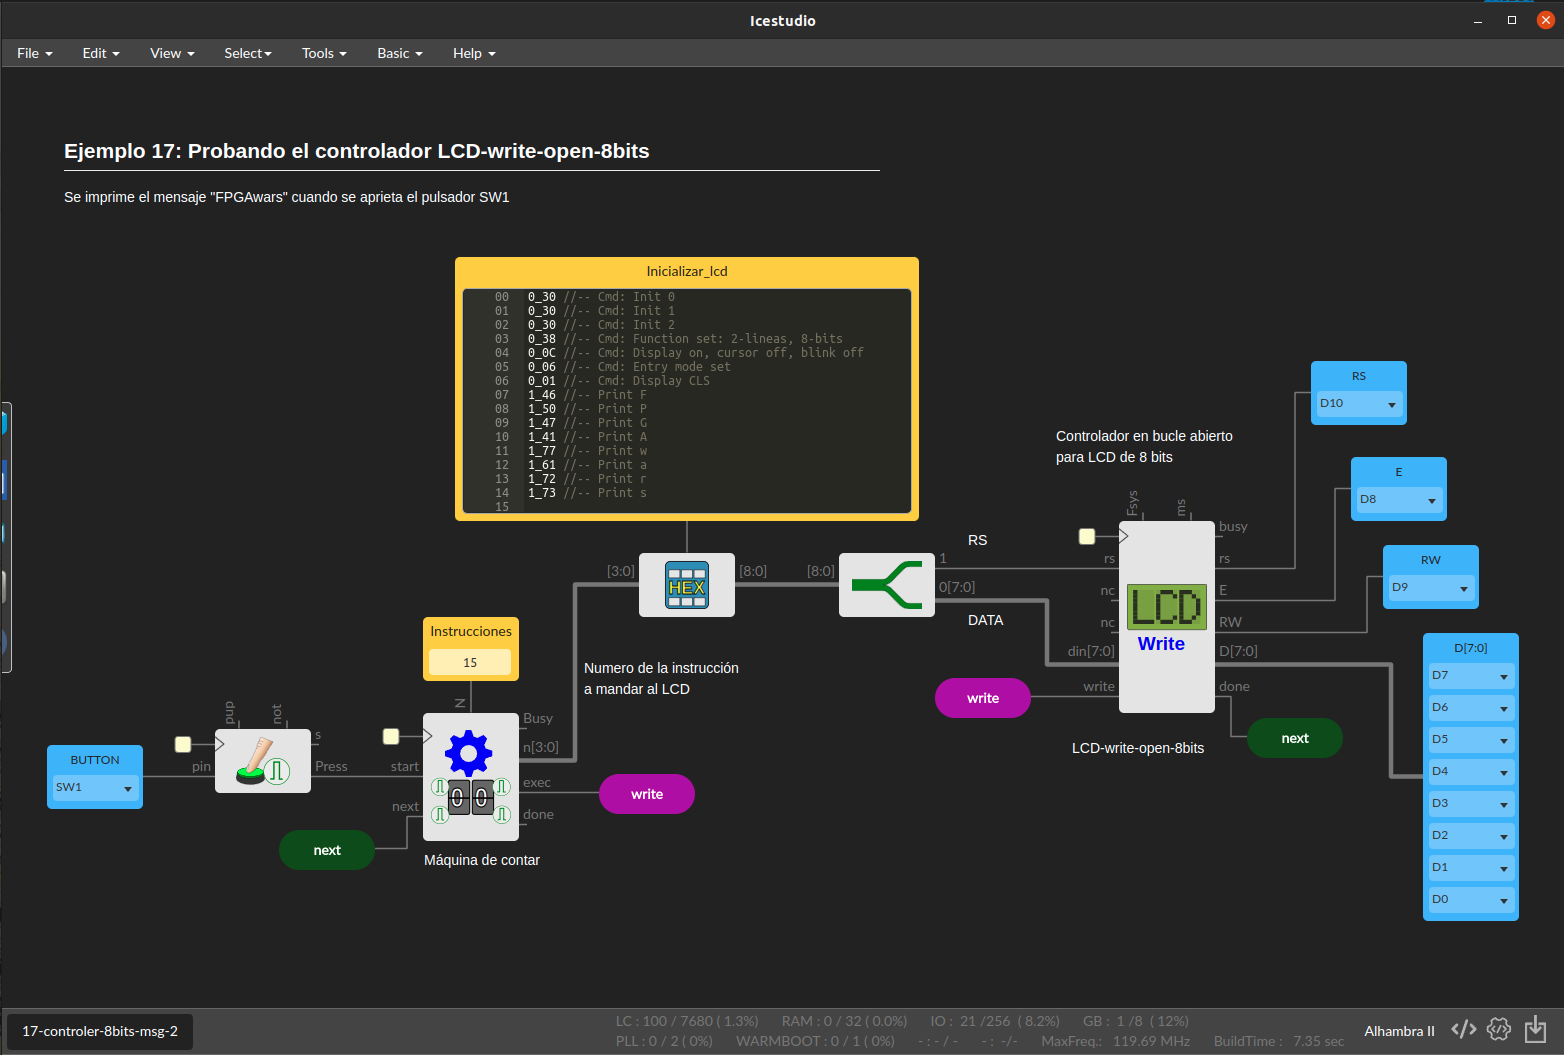 Icestudio
File Edit View Select Tools Basic Help
Ejemplo 17: Probando el controlador LCD-write-open-8bits
Se imprime el mensaje "FPGAwars" cuando se aprieta el pulsador SW1
Inicializar_lcd
00 0_30 //-- Cmd: Init 0
01 0_30 //-- Cmd: Init 1
02 0_30 //-- Cmd: Init 2
03 0_38 //-- Cmd: Function set: 2-lineas, 8-bits
04 0_0C //-- Cmd: Display on, cursor off, blink off
05 0_06 //-- Cmd: Entry mode set
06 0_01 //-- Cmd: Display CLS
07 1_46 //-- Print F
08 1_50 //-- Print P
09 1_47 //-- Print G
10 1_41 //-- Print A
11 1_77 //-- Print w
12 1_61 //-- Print a
13 1_72 //-- Print r
14 1_73 //-- Print s
15
[3:0]
HEX
[8:0]
[8:0]
1
0[7:0]
RS
DATA
Controlador en bucle abierto
para LCD de 8 bits
Fsys
ms
busy
rs
nc
nc
din[7:0]
write
LCD
Write
rs
E
RW
D[7:0]
done
LCD-write-open-8bits
write
next
RS
D10
E
D8
RW
D9
D[7:0]
D7
D6
D5
D4
D3
D2
D1
D0
Instrucciones
15
Numero de la instrucción
a mandar al LCD
BUTTON
SW1
pup
not
pin
s
Press
N
start
next
00
Busy
n[3:0]
exec
done
write
next
Máquina de contar
17-controler-8bits-msg-2
LC : 100 / 7680 ( 1.3%) RAM : 0 / 32 ( 0.0%) IO : 21 /256 ( 8.2%) GB : 1 /8 ( 12%)
PLL : 0 / 2 ( 0%) WARMBOOT : 0 / 1 ( 0%) - : - / - - : -/- MaxFreq.: 119.69 MHz BuildTime : 7.35 sec
Alhambra II